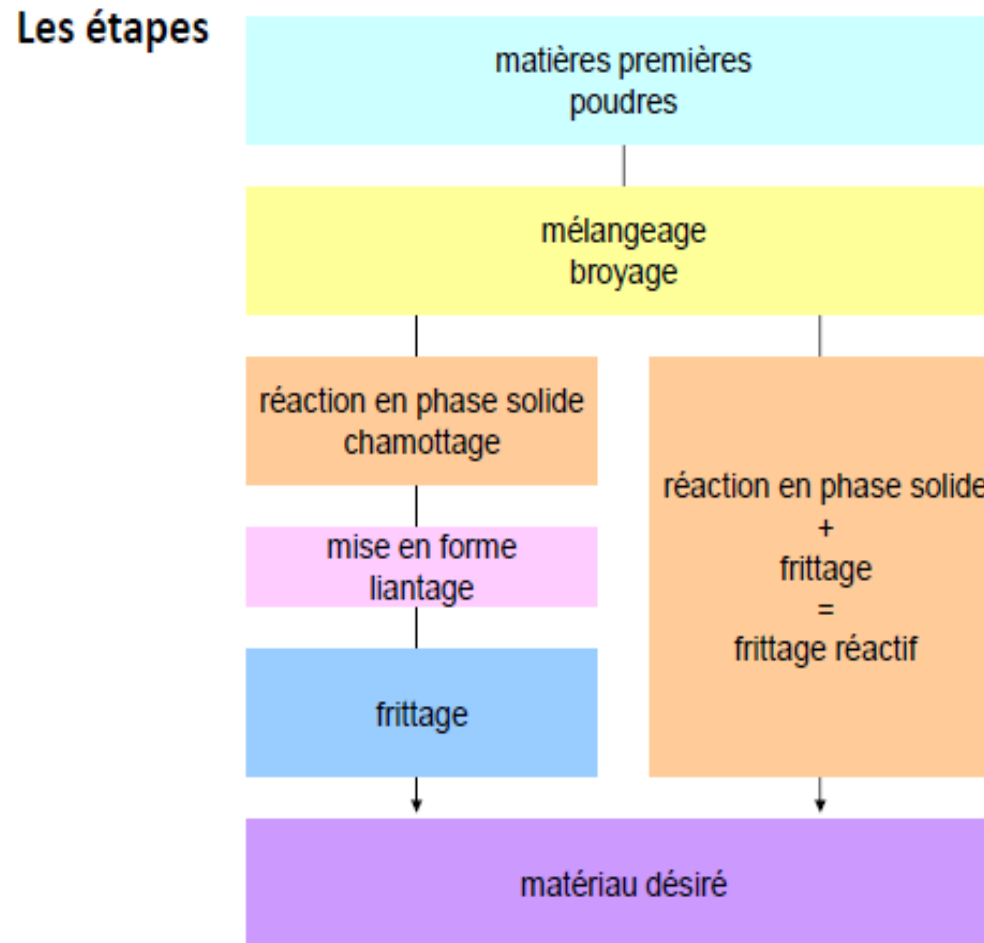 Les étapes
matières premières
poudres
mélangeage
broyage
réaction en phase solide
chamottage
mise en forme
liantage
frittage
réaction en phase solide
+
frittage
=
frittage réactif
matériau désiré